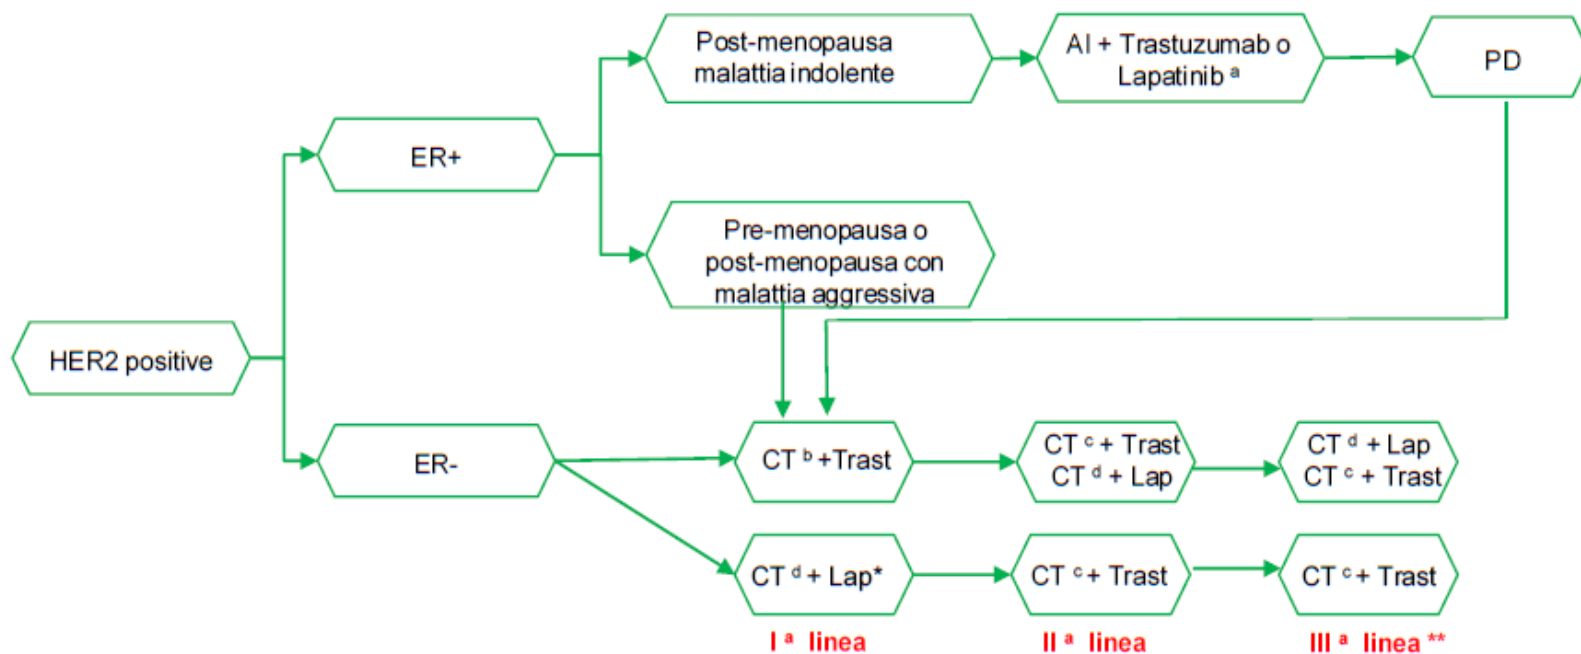 Post-menopausa
malattia indolente
AI + Trastuzumab o
Lapatinib ᵃ
PD
ER+
Pre-menopausa o
post-menopausa con
malattia aggressiva
HER2 positive
ER-
CT ᵇ +Trast
CT ᶜ + Trast
CT ᵈ + Lap
CT ᵈ + Lap
CT ᶜ + Trast
CT ᵈ + Lap*
CT ᶜ + Trast
CT ᶜ + Trast
I ᵃ linea
II ᵃ linea
III ᵃ linea **